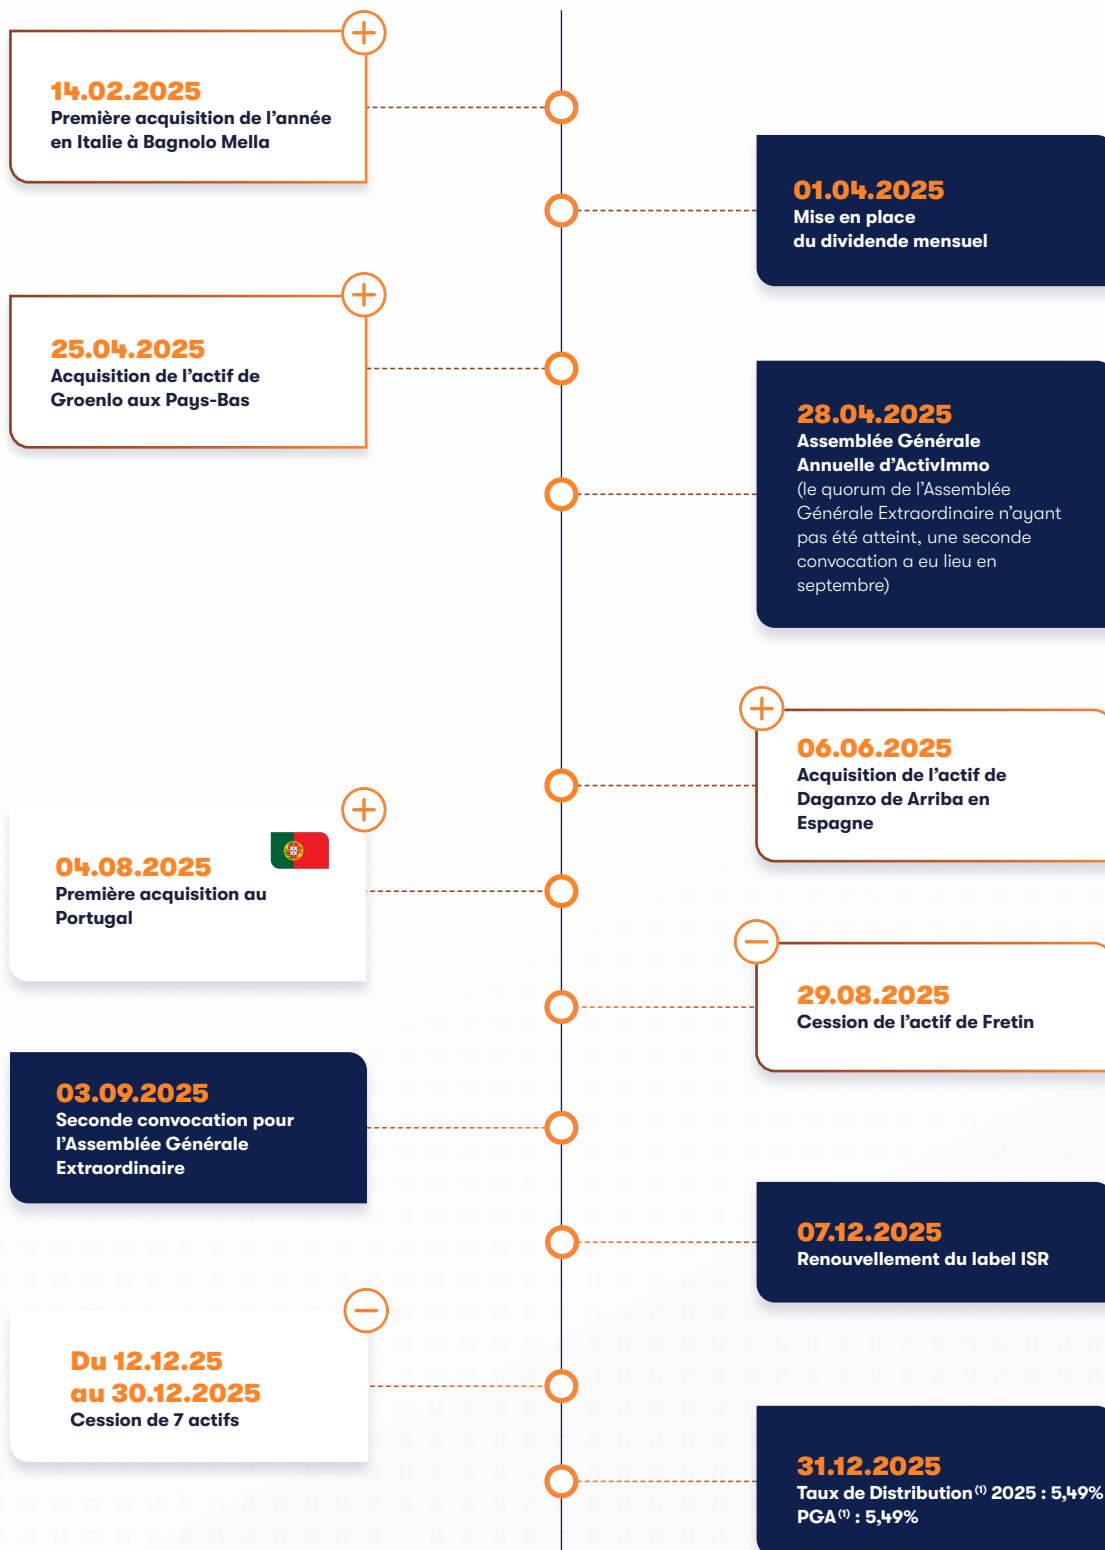 14.02.2025
Première acquisition de l'année
en Italie à Bagnolo Mella
01.04.2025
Mise en place
du dividende mensuel
25.04.2025
Acquisition de l'actif de
Groenlo aux Pays-Bas
28.04.2025
Assemblée Générale
Annuelle d'ActivImmo
(le quorum de l'Assemblée
Générale Extraordinaire n'ayant
pas été atteint, une seconde
convocation a eu lieu en
septembre)
06.06.2025
Acquisition de l'actif de
Daganzo de Arriba en
Espagne
04.08.2025
Première acquisition au
Portugal
29.08.2025
Cession de l'actif de Fretin
03.09.2025
Seconde convocation pour
l'Assemblée Générale
Extraordinaire
07.12.2025
Renouvellement du label ISR
Du 12.12.25
au 30.12.2025
Cession de 7 actifs
31.12.2025
Taux de Distribution⁽¹⁾ 2025 : 5,49%
PGA⁽¹⁾ : 5,49%